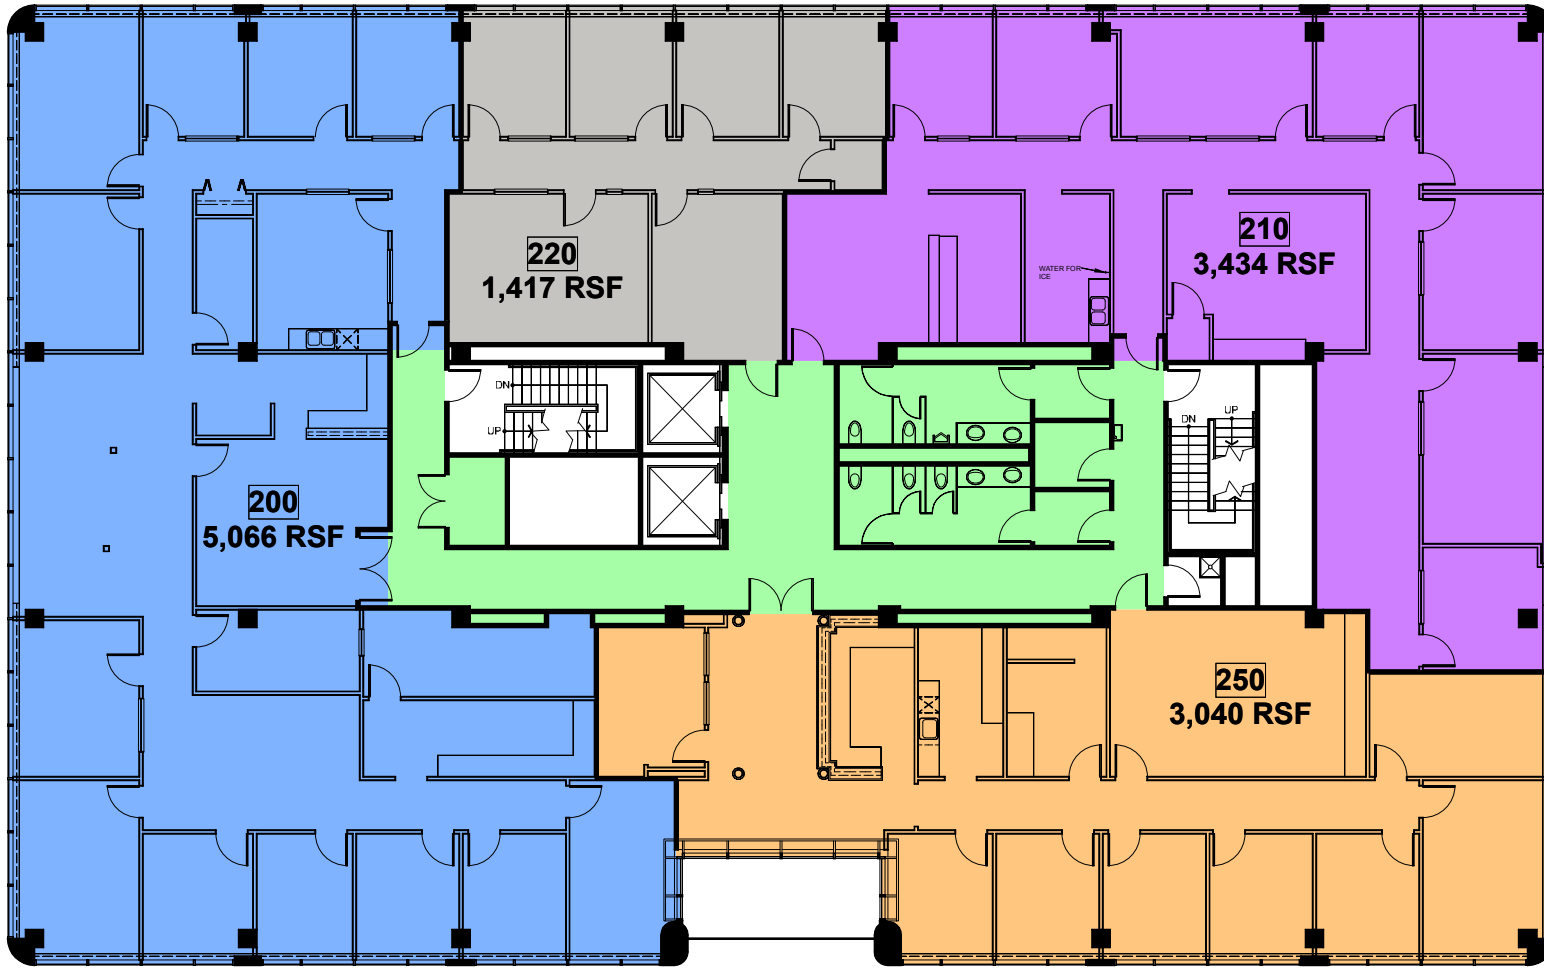 220
1,417 RSF
210
3,434 RSF
WATER FOR
ICE
DN
UP
DN
UP
200
5,066 RSF
250
3,040 RSF